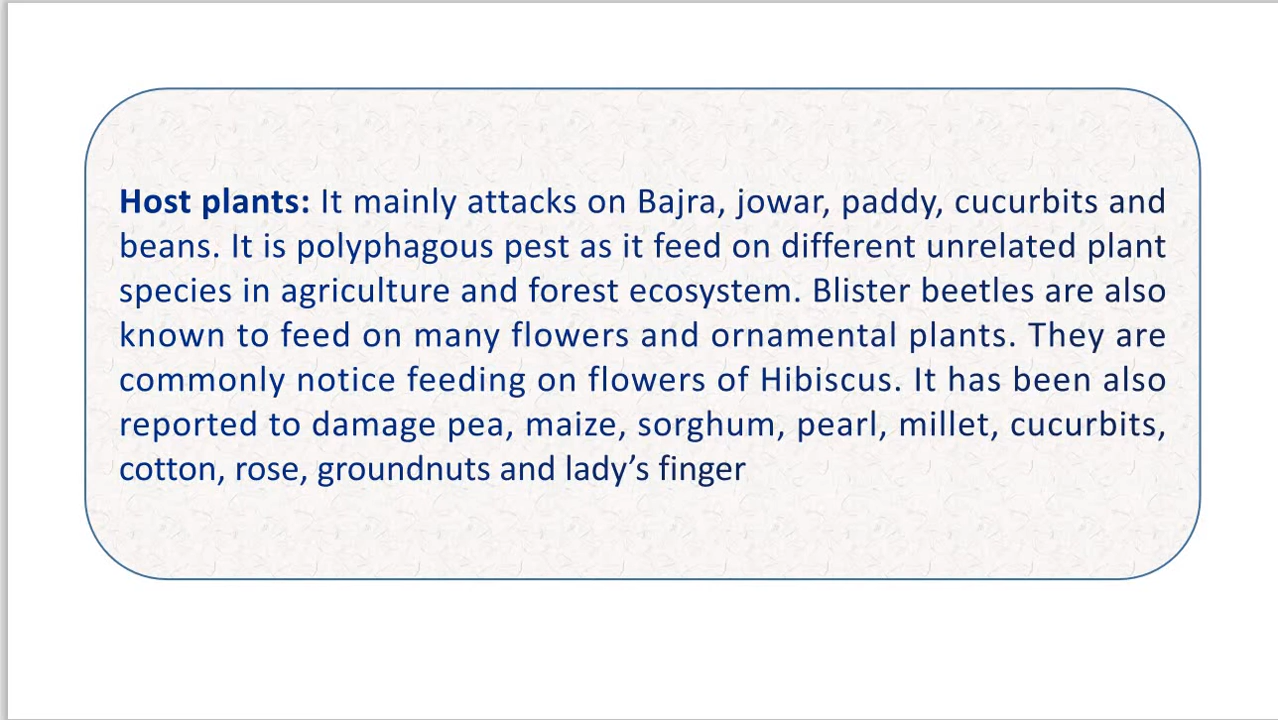 Host plants: It mainly attacks on Bajra, jowar, paddy, cucurbits and
beans. It is polyphagous pest as it feed on different unrelated plant
species in agriculture and forest ecosystem. Blister beetles are also
known to feed on many flowers and ornamental plants. They are
commonly notice feeding on flowers of Hibiscus. It has been also
reported to damage pea, maize, sorghum, pearl, millet, cucurbits,
cotton, rose, groundnuts and lady’s finger